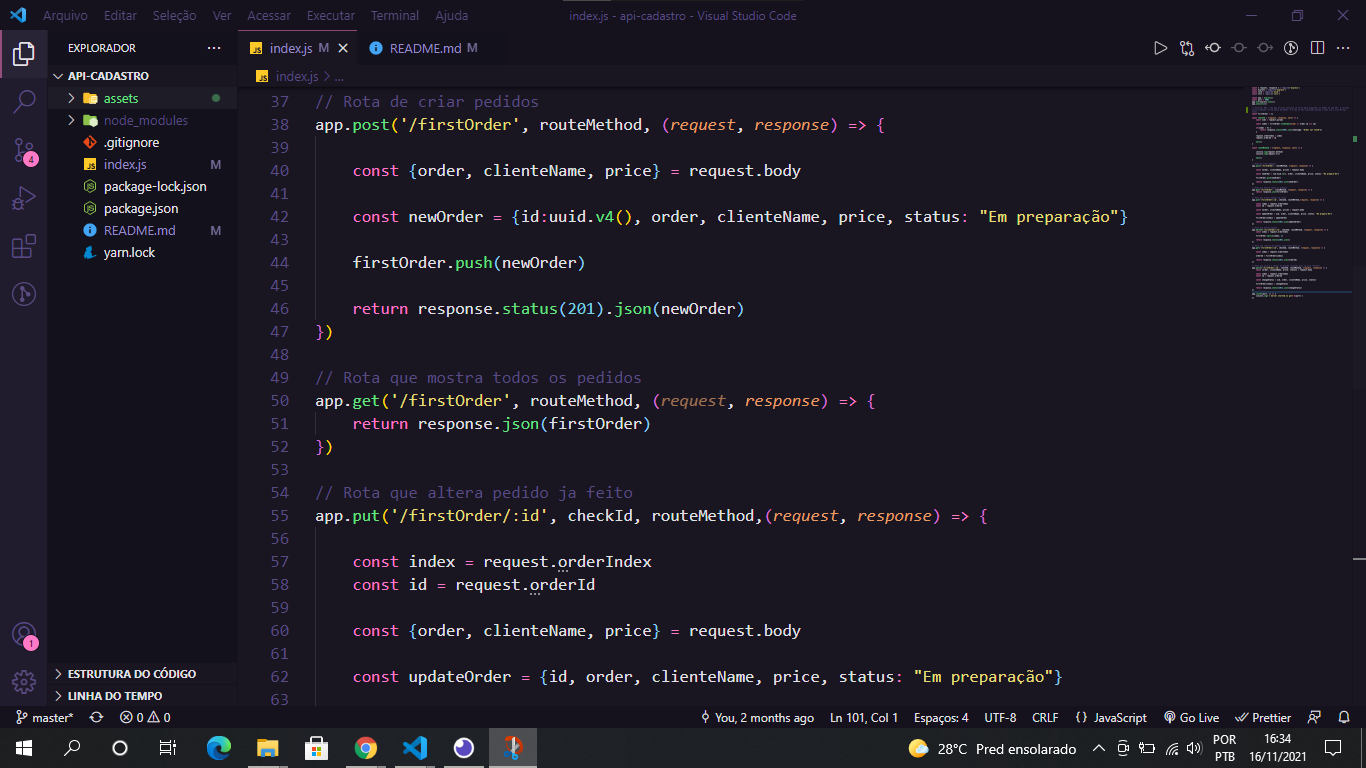 Arquivo Editar Seleção Ver Acessar Executar Terminal Ajuda
index.js - api-cadastro - Visual Studio Code
EXPLORADOR
JS index.js M
README.md M
API-CADASTRO
JS index.js > ...
assets
node_modules
.gitignore
JS index.js M
package-lock.json
package.json
README.md M
yarn.lock
4
1
ESTRUTURA DO CÓDIGO
LINHA DO TEMPO
37 // Rota de criar pedidos
38 app.post('/firstOrder', routeMethod, (request, response) => {
39
40 const {order, clienteName, price} = request.body
41
42 const newOrder = {id:uuid.v4(), order, clienteName, price, status: "Em preparação"}
43
44 firstOrder.push(newOrder)
45
46 return response.status(201).json(newOrder)
47 })
48
49 // Rota que mostra todos os pedidos
50 app.get('/firstOrder', routeMethod, (request, response) => {
51 return response.json(firstOrder)
52 })
53
54 // Rota que altera pedido ja feito
55 app.put('/firstOrder/:id', checkId, routeMethod,(request, response) => {
56
57 const index = request.orderIndex
58 const id = request.orderId
59
60 const {order, clienteName, price} = request.body
61
62 const updateOrder = {id, order, clienteName, price, status: "Em preparação"}
63
master* 0 0 You, 2 months ago Ln 101, Col 1 Espaços: 4 UTF-8 CRLF {} JavaScript Go Live Prettier
28°C Pred ensolarado
POR
PTB
16:34
16/11/2021